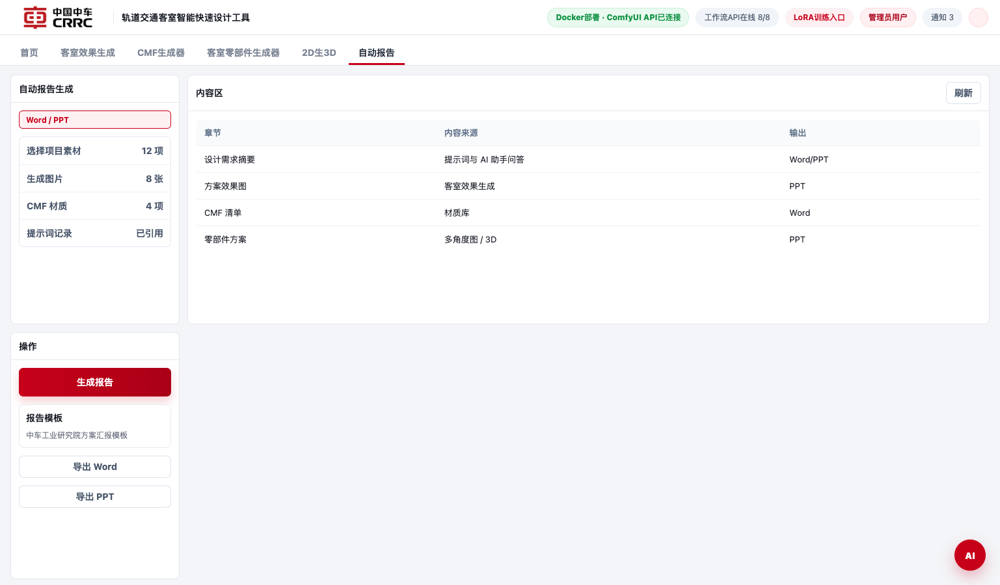 中国中车
CRRC
轨道交通客室智能快速设计工具
Docker部署 · ComfyUI API已连接
工作流API在线 8/8
LoRA训练入口
管理员用户
通知 3
首页
客室效果生成
CMF生成器
客室零部件生成器
2D生3D
自动报告
自动报告生成
Word / PPT
选择项目素材 12 项
生成图片 8 张
CMF 材质 4 项
提示词记录 已引用
内容区
刷新
章节 内容来源 输出
设计需求摘要 提示词与 AI 助手问答 Word/PPT
方案效果图 客室效果生成 PPT
CMF 清单 材质库 Word
零部件方案 多角度图 / 3D PPT
操作
生成报告
报告模板
中车工业研究院方案汇报模板
导出 Word
导出 PPT
AI